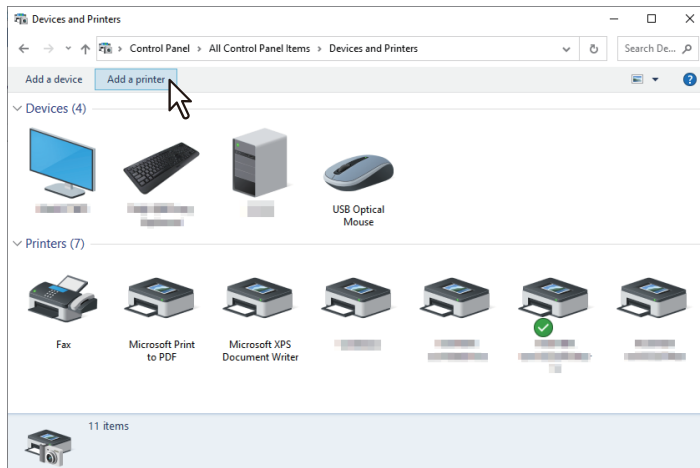 Devices and Printers
Control Panel > All Control Panel Items > Devices and Printers
Search De...
Add a device Add a printer
Devices (4)
USB Optical
Mouse
Printers (7)
Fax
Microsoft Print
to PDF
Microsoft XPS
Document Writer
11 items